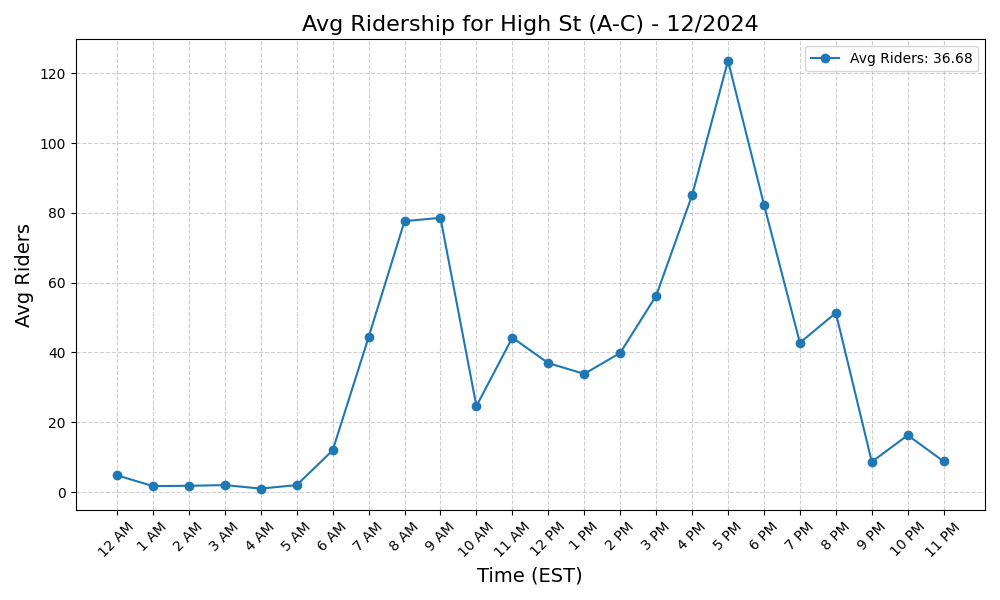 Avg Ridership for High St (A-C) - 12/2024
Avg Riders: 36.68
Avg Riders
120
100
80
60
40
20
0
12 AM
1 AM
2 AM
3 AM
4 AM
5 AM
6 AM
7 AM
8 AM
9 AM
10 AM
11 AM
12 PM
1 PM
2 PM
3 PM
4 PM
5 PM
6 PM
7 PM
8 PM
9 PM
10 PM
11 PM
Time (EST)